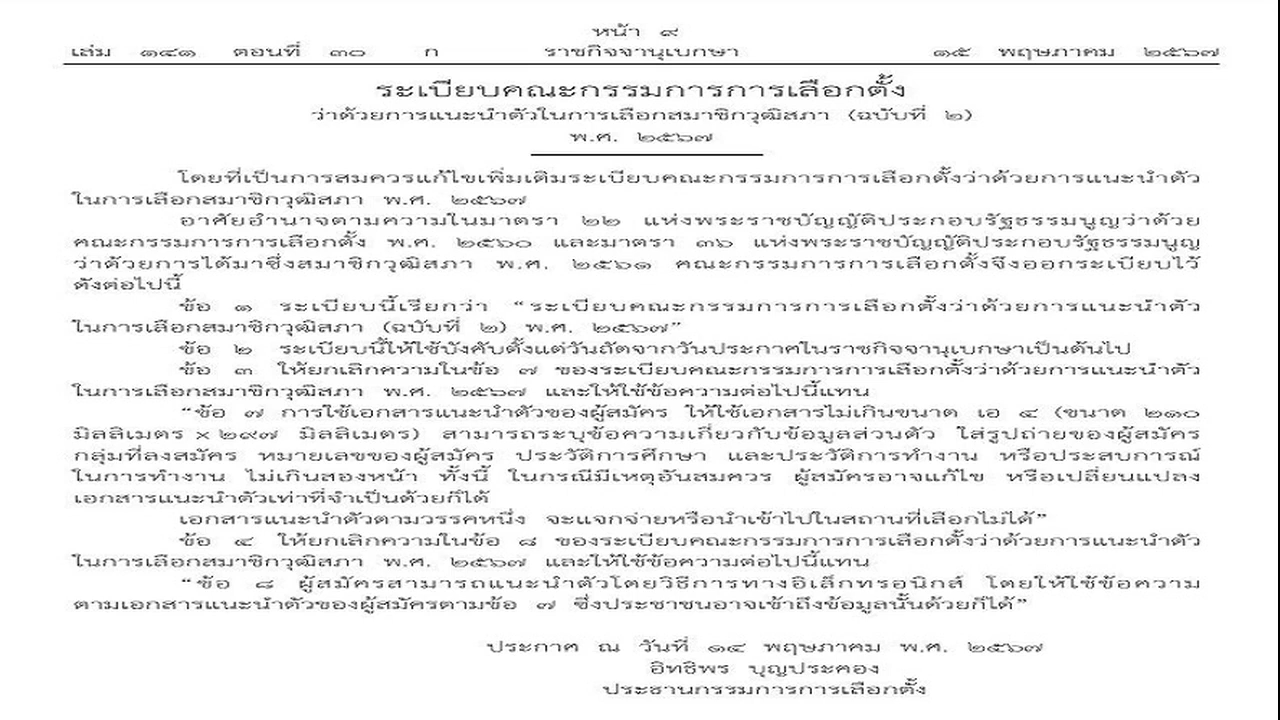 หน้า ๙
เล่ม ๑๔๑ ตอนที่ ๓๐ ก ราชกิจจานุเบกษา ๑๕ พฤษภาคม ๒๕๖๗
ระเบียบคณะกรรมการการเลือกตั้ง
ว่าด้วยการแนะนำตัวในการเลือกสมาชิกวุฒิสภา (ฉบับที่ ๒)
พ.ศ. ๒๕๖๗
โดยที่เป็นการสมควรแก้ไขเพิ่มเติมระเบียบคณะกรรมการการเลือกตั้งว่าด้วยการแนะนำตัว
ในการเลือกสมาชิกวุฒิสภา พ.ศ. ๒๕๖๗
อาศัยอำนาจตามความในมาตรา ๒๒ แห่งพระราชบัญญัติประกอบรัฐธรรมนูญว่าด้วย
คณะกรรมการการเลือกตั้ง พ.ศ. ๒๕๖๐ และมาตรา ๓๖ แห่งพระราชบัญญัติประกอบรัฐธรรมนูญ
ว่าด้วยการได้มาซึ่งสมาชิกวุฒิสภา พ.ศ. ๒๕๖๑ คณะกรรมการการเลือกตั้งจึงออกระเบียบไว้
ดังต่อไปนี้
ข้อ ๑ ระเบียบนี้เรียกว่า “ระเบียบคณะกรรมการการเลือกตั้งว่าด้วยการแนะนำตัว
ในการเลือกสมาชิกวุฒิสภา (ฉบับที่ ๒) พ.ศ. ๒๕๖๗”
ข้อ ๒ ระเบียบนี้ให้ใช้บังคับตั้งแต่วันถัดจากวันประกาศในราชกิจจานุเบกษาเป็นต้นไป
ข้อ ๓ ให้ยกเลิกความในข้อ ๗ ของระเบียบคณะกรรมการการเลือกตั้งว่าด้วยการแนะนำตัว
ในการเลือกสมาชิกวุฒิสภา พ.ศ. ๒๕๖๗ และให้ใช้ข้อความต่อไปนี้แทน
“ข้อ ๗ การใช้เอกสารแนะนำตัวของผู้สมัคร ให้ใช้เอกสารไม่เกินขนาด เอ ๔ (ขนาด ๒๑๐
มิลลิเมตร × ๒๙๗ มิลลิเมตร) สามารถระบุข้อความเกี่ยวกับข้อมูลส่วนตัว ใส่รูปถ่ายของผู้สมัคร
กลุ่มที่ลงสมัคร หมายเลขของผู้สมัคร ประวัติการศึกษา และประวัติการทำงาน หรือประสบการณ์
ในการทำงาน ไม่เกินสองหน้า ทั้งนี้ ในกรณีมีเหตุอันสมควร ผู้สมัครอาจแก้ไข หรือเปลี่ยนแปลง
เอกสารแนะนำตัวเท่าที่จำเป็นด้วยก็ได้
เอกสารแนะนำตัวตามวรรคหนึ่ง จะแจกจ่ายหรือนำเข้าไปในสถานที่เลือกไม่ได้”
ข้อ ๔ ให้ยกเลิกความในข้อ ๘ ของระเบียบคณะกรรมการการเลือกตั้งว่าด้วยการแนะนำตัว
ในการเลือกสมาชิกวุฒิสภา พ.ศ. ๒๕๖๗ และให้ใช้ข้อความต่อไปนี้แทน
“ข้อ ๘ ผู้สมัครสามารถแนะนำตัวโดยวิธีการทางอิเล็กทรอนิกส์ โดยให้ใช้ข้อความ
ตามเอกสารแนะนำตัวของผู้สมัครตามข้อ ๗ ซึ่งประชาชนอาจเข้าถึงข้อมูลนั้นด้วยก็ได้”
ประกาศ ณ วันที่ ๑๔ พฤษภาคม พ.ศ. ๒๕๖๗
อิทธิพร บุญประคอง
ประธานกรรมการการเลือกตั้ง